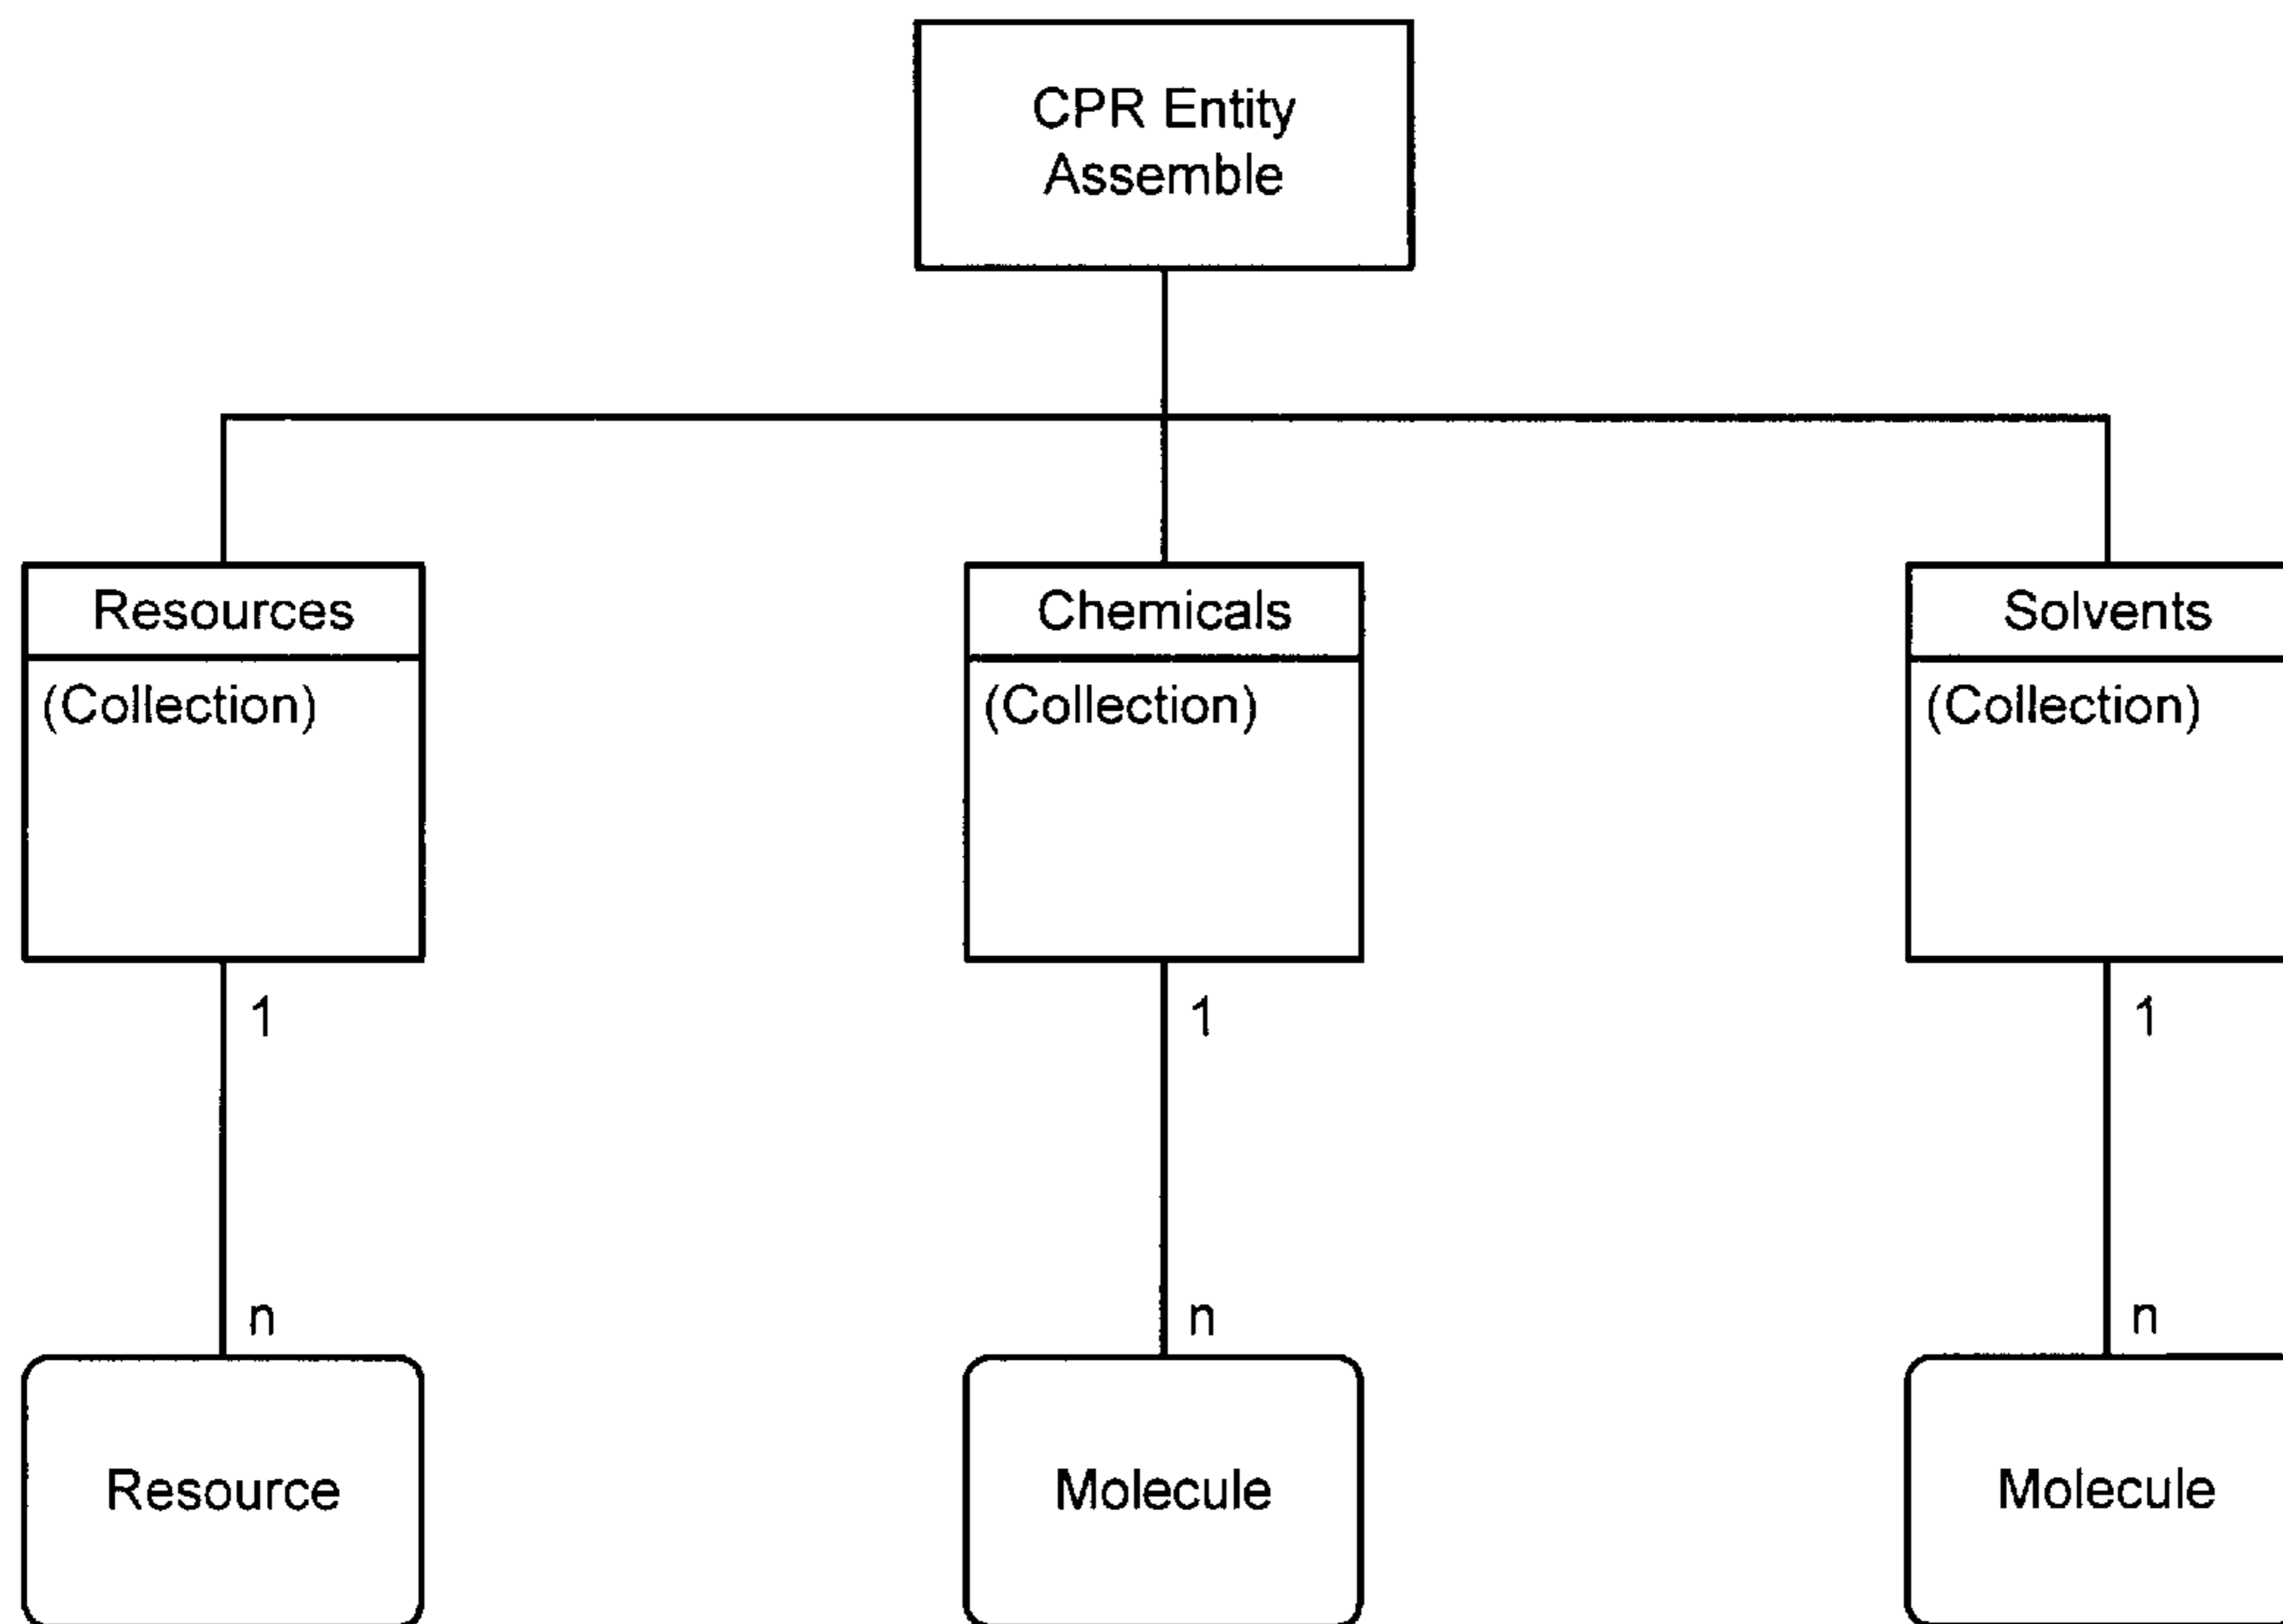 CPR Entity
Assemble
Resources
Chemicals
Solvents
(Collection)
(Collection)
(Collection)
1
1
1
n
n
n
Resource
Molecule
Molecule